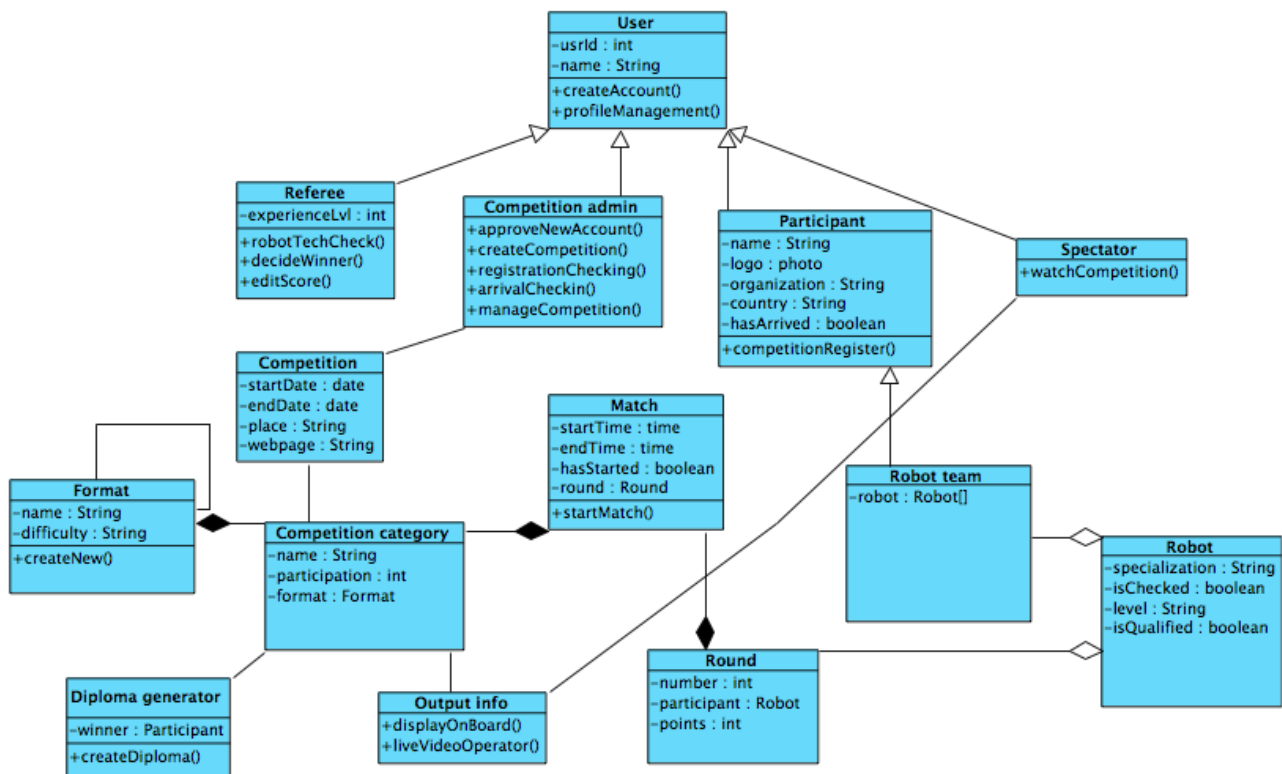 User
-usrId : int
-name : String
+createAccount()
+profileManagement()
Referee
-experienceLvl : int
+robotTechCheck()
+decideWinner()
+editScore()
Competition admin
+approveNewAccount()
+createCompetition()
+registrationChecking()
+arrivalCheckin()
+manageCompetition()
Participant
-name : String
-logo : photo
-organization : String
-country : String
-hasArrived : boolean
+competitionRegister()
Spectator
+watchCompetition()
Competition
-startDate : date
-endDate : date
-place : String
-webpage : String
Match
-startTime : time
-endTime : time
-hasStarted : boolean
-round : Round
+startMatch()
Format
-name : String
-difficulty : String
+createNew()
Competition category
-name : String
-participation : int
-format : Format
Robot team
-robot : Robot[]
Robot
-specialization : String
-isChecked : boolean
-level : String
-isQualified : boolean
Diploma generator
-winner : Participant
+createDiploma()
Output info
+displayOnBoard()
+liveVideoOperator()
Round
-number : int
-participant : Robot
-points : int